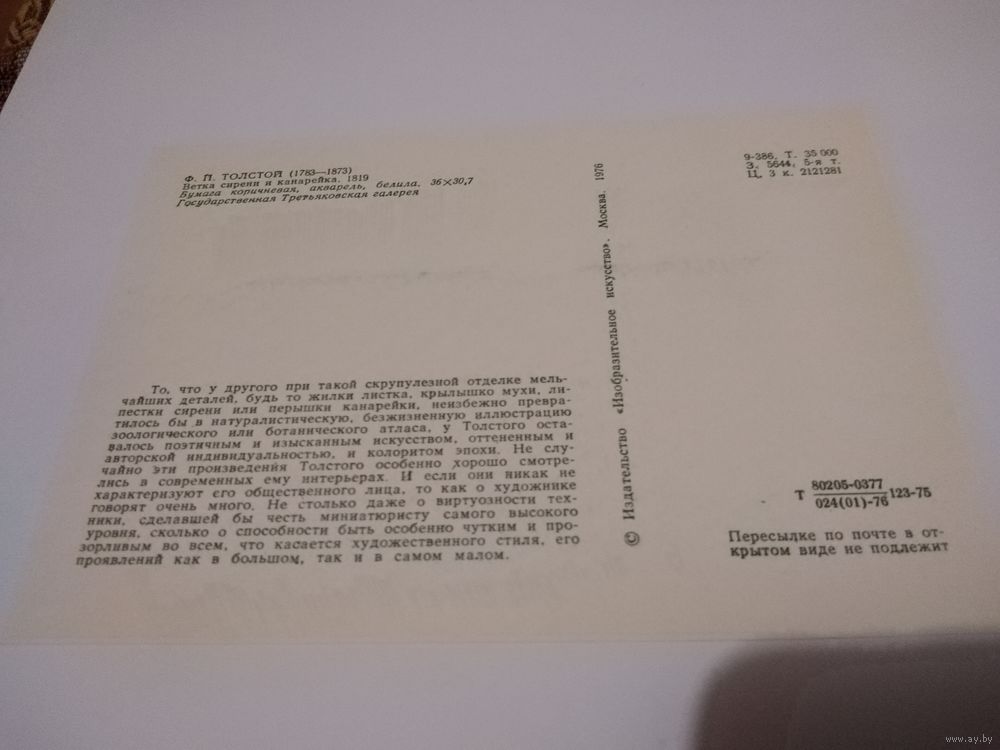 Ф. П. ТОЛСТОЙ (1783—1873)
Ветка сирени и канарейка. 1819
Бумага коричневая, акварель, белила. 36×30,7
Государственная Третьяковская галерея
То, что у другого при такой скрупулезной отделке мель-
чайших деталей, будь то жилки листка, крылышко мухи, ли-
пестки сирени или перышки канарейки, неизбежно превра-
тилось бы в натуралистическую, безжизненную иллюстрацию
зоологического или ботанического атласа, у Толстого оста-
валось поэтичным и изысканным искусством, оттененным и
авторской индивидуальностью, и колоритом эпохи. Не слу-
чайно эти произведения Толстого особенно хорошо смотре-
лись в современных ему интерьерах. И если они никак не
характеризуют его общественного лица, то как о художнике
говорят очень много. Не столько даже о виртуозности тех-
ники, сделавшей бы честь миниатюристу самого высокого
уровня, сколько о способности быть особенно чутким и про-
зорливым во всем, что касается художественного стиля, его
проявлений как в большом, так и в самом малом.
© Издательство «Изобразительное искусство». Москва. 1976
9-386. Т. 35 000
З. 5644, 5-я т.
Ц. 3 к. 2121281
Т 80205-0377 123-75
024(01)-76
Пересылке по почте в от-
крытом виде не подлежит
www.ay.by